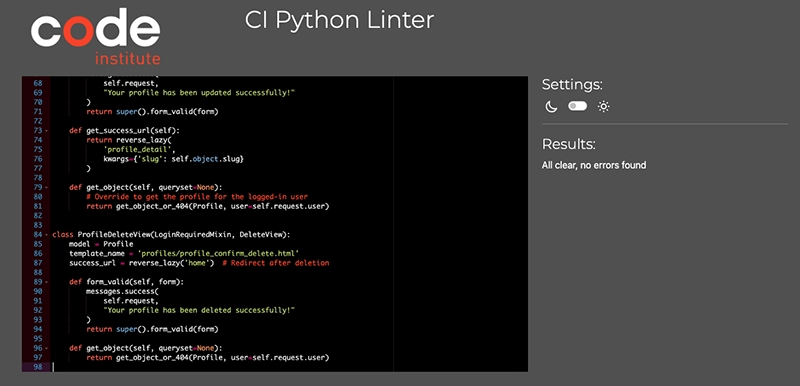 code
institute
CI Python Linter
68 self.request,
69 "Your profile has been updated successfully!"
70 )
71 return super().form_valid(form)
72
73 def get_success_url(self):
74 return reverse_lazy(
75 'profile_detail',
76 kwargs={'slug': self.object.slug}
77 )
78
79 def get_object(self, queryset=None):
80 # Override to get the profile for the logged-in user
81 return get_object_or_404(Profile, user=self.request.user)
82
83
84 class ProfileDeleteView(LoginRequiredMixin, DeleteView):
85 model = Profile
86 template_name = 'profiles/profile_confirm_delete.html'
87 success_url = reverse_lazy('home')  # Redirect after deletion
88
89 def form_valid(self, form):
90 messages.success(
91 self.request,
92 "Your profile has been deleted successfully!"
93 )
94 return super().form_valid(form)
95
96 def get_object(self, queryset=None):
97 return get_object_or_404(Profile, user=self.request.user)
98
Settings:
Results:
All clear, no errors found